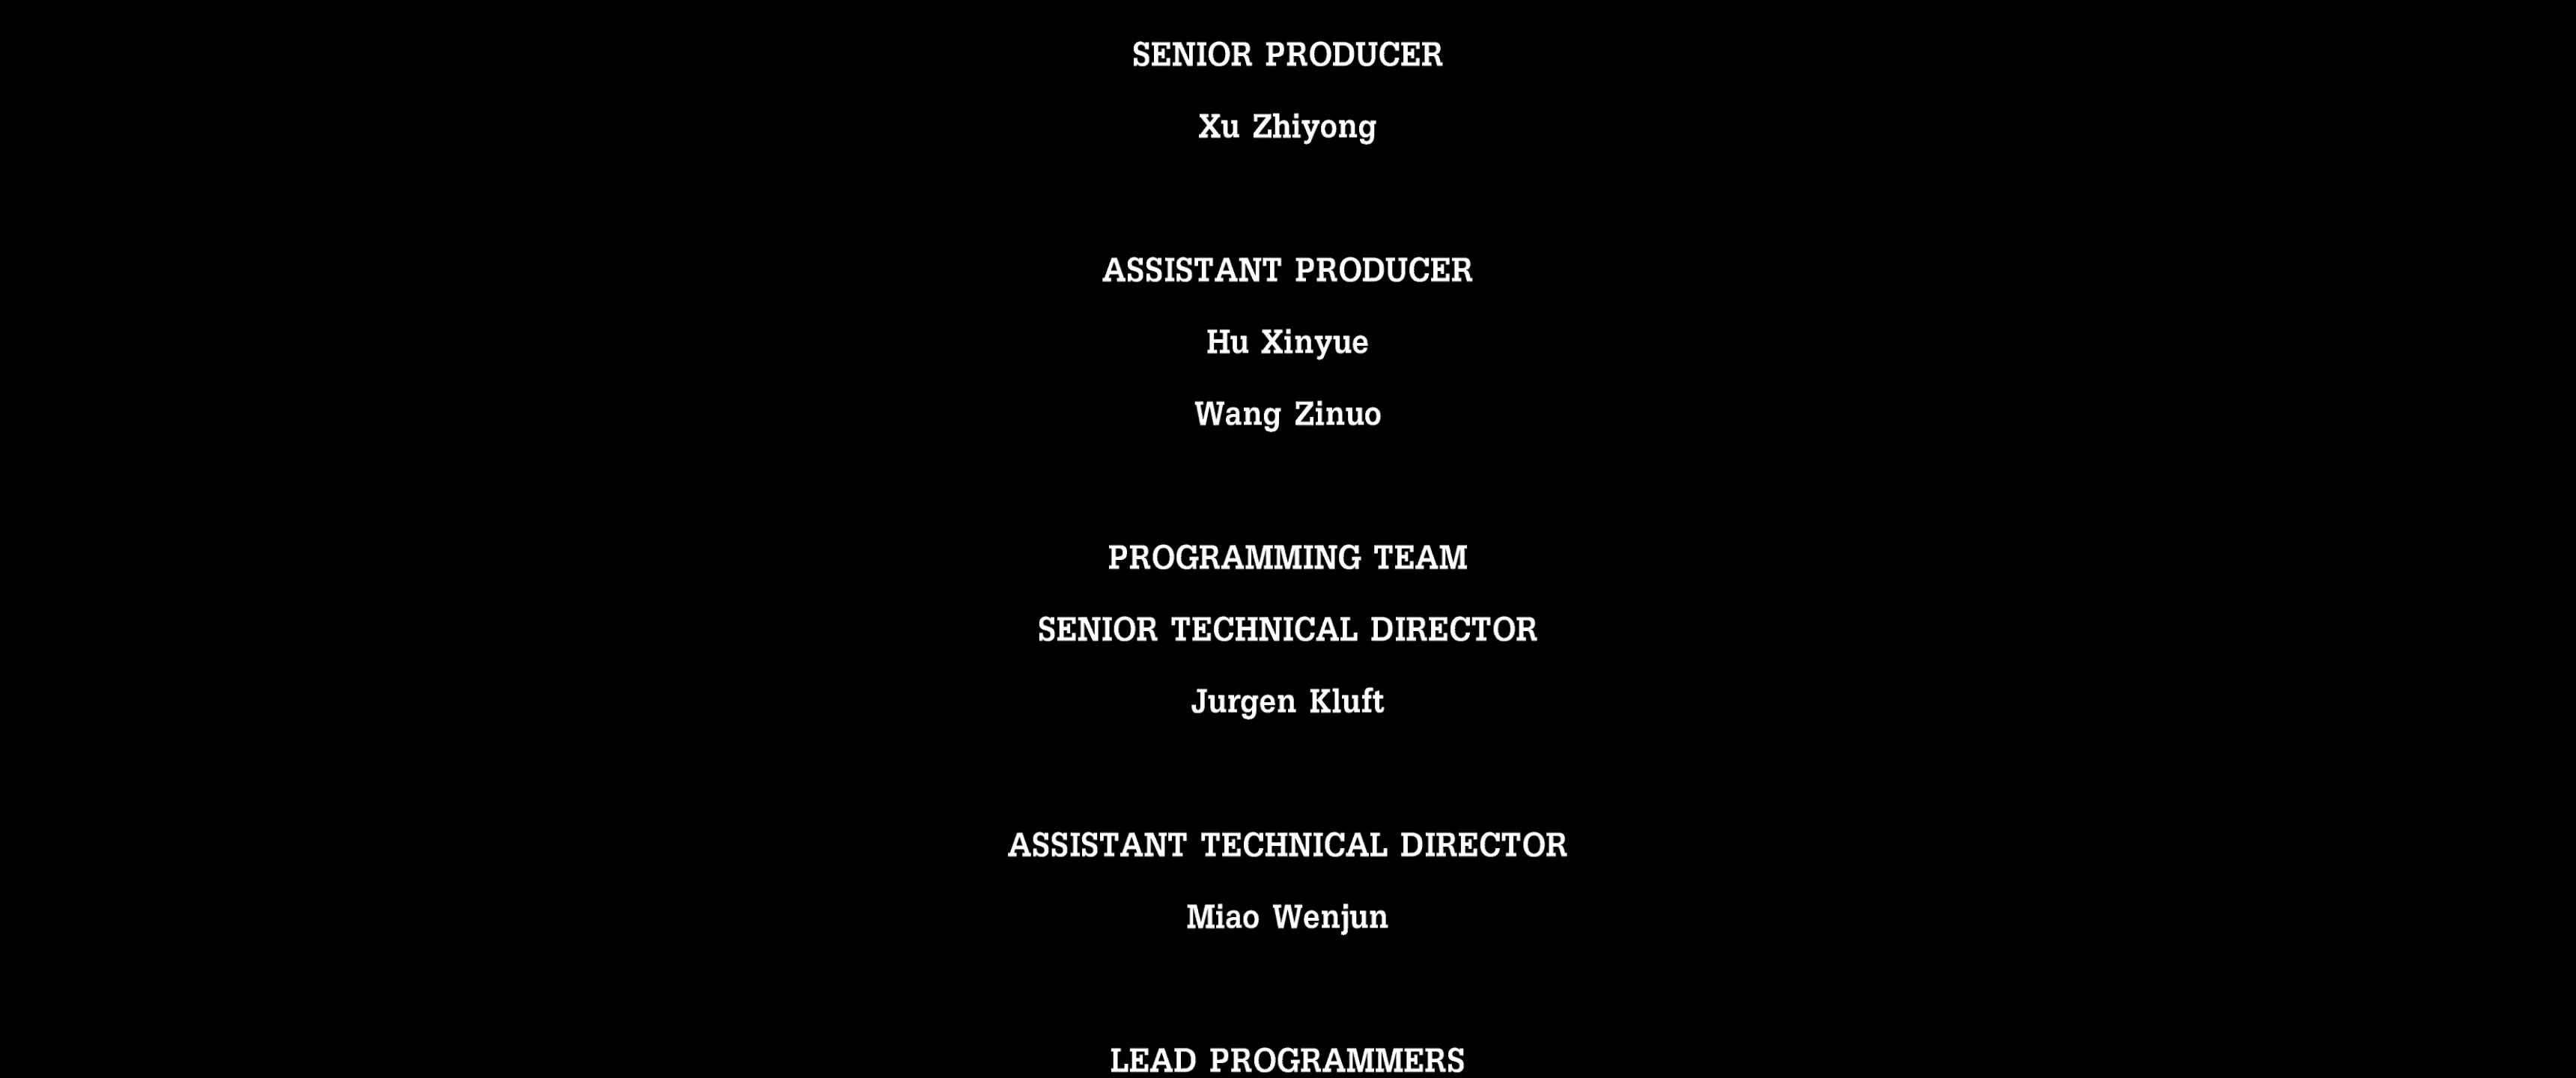 SENIOR PRODUCER
Xu Zhiyong
ASSISTANT PRODUCER
Hu Xinyue
Wang Zinuo
PROGRAMMING TEAM
SENIOR TECHNICAL DIRECTOR
Jurgen Kluft
ASSISTANT TECHNICAL DIRECTOR
Miao Wenjun
LEAD PROGRAMMERS